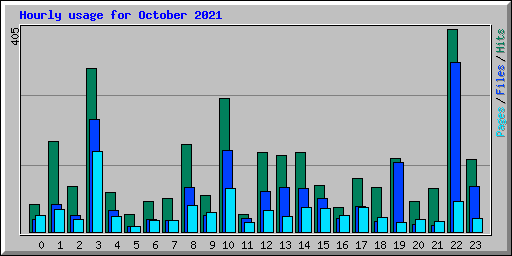 Hourly usage for October 2021
405
Pages/Files/Hits
0 1 2 3 4 5 6 7 8 9 10 11 12 13 14 15 16 17 18 19 20 21 22 23